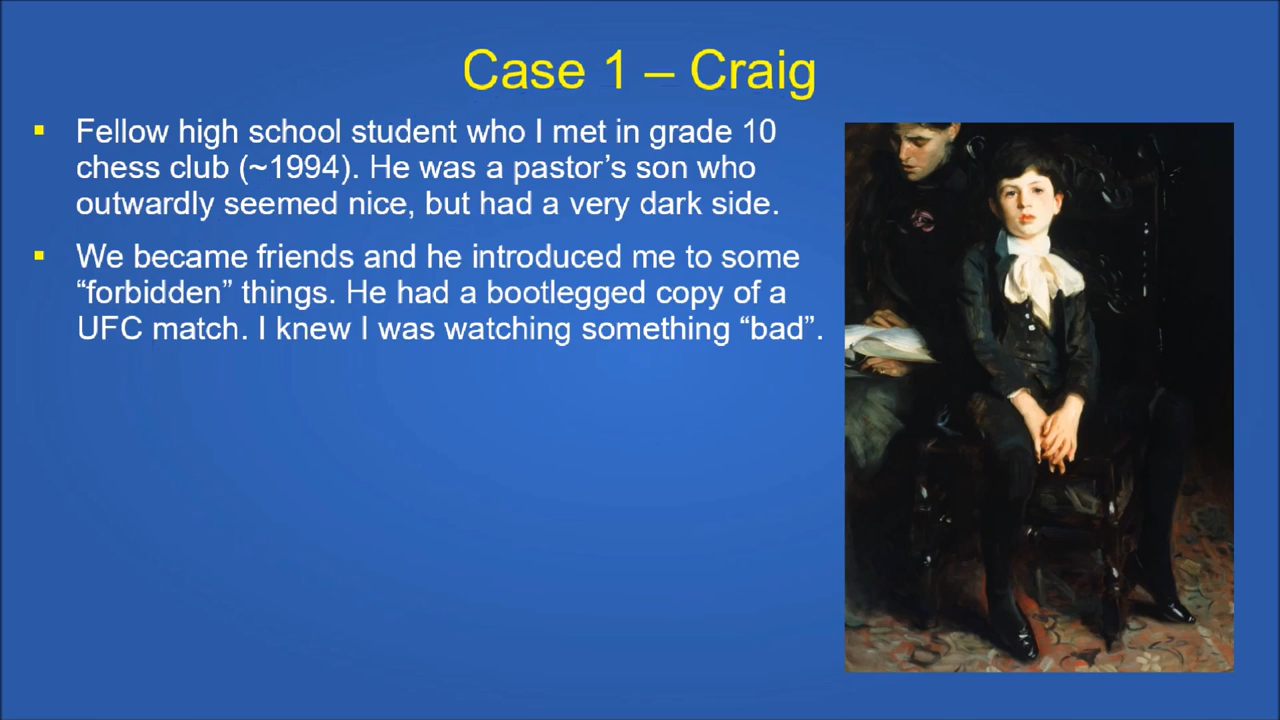 Case 1 – Craig
▪ Fellow high school student who I met in grade 10
chess club (~1994). He was a pastor’s son who
outwardly seemed nice, but had a very dark side.
▪ We became friends and he introduced me to some
“forbidden” things. He had a bootlegged copy of a
UFC match. I knew I was watching something “bad”.